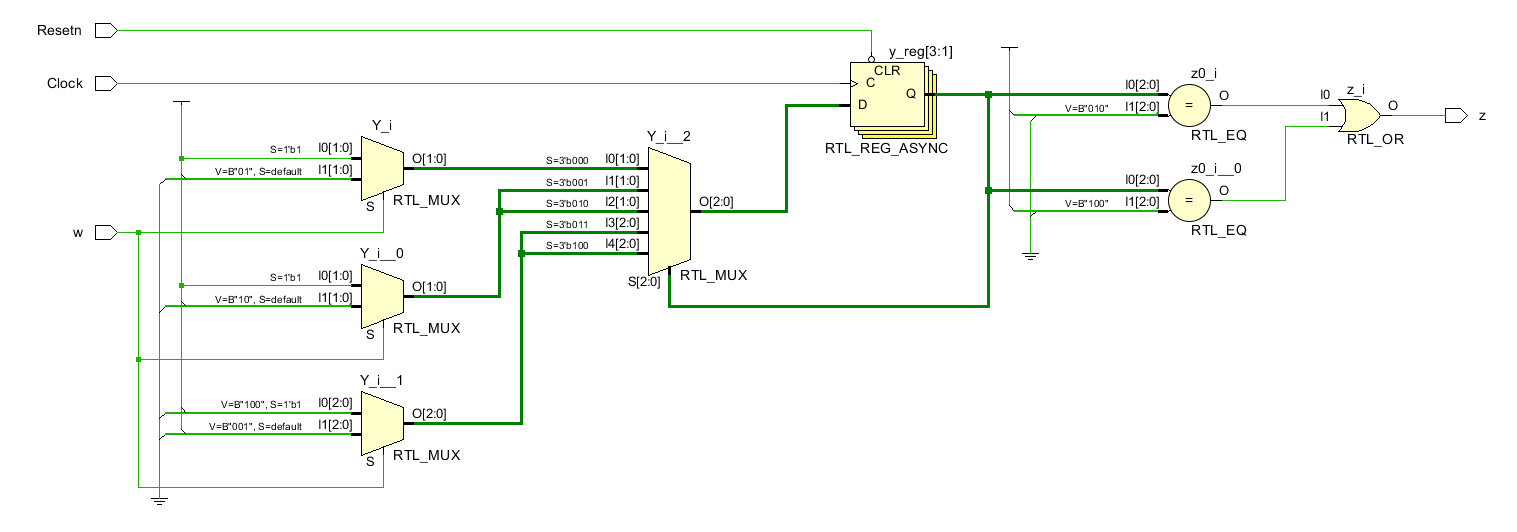 Resetn
Clock
w
Y_i
S=1'b1 I0[1:0]
V=B"01", S=default I1[1:0]
S
O[1:0]
RTL_MUX
Y_i__0
S=1'b1 I0[1:0]
V=B"10", S=default I1[1:0]
S
O[1:0]
RTL_MUX
Y_i__1
V=B"100", S=1'b1 I0[2:0]
V=B"001", S=default I1[2:0]
S
O[2:0]
RTL_MUX
Y_i__2
S=3'b000 I0[1:0]
S=3'b001 I1[1:0]
S=3'b010 I2[1:0]
S=3'b011 I3[2:0]
S=3'b100 I4[2:0]
O[2:0]
S[2:0]
RTL_MUX
y_reg[3:1]
CLR
C
Q
D
RTL_REG_ASYNC
z0_i
I0[2:0]
V=B"010" I1[2:0]
=
O
RTL_EQ
z0_i__0
I0[2:0]
V=B"100" I1[2:0]
=
O
RTL_EQ
z_i
I0
I1
O
RTL_OR
z